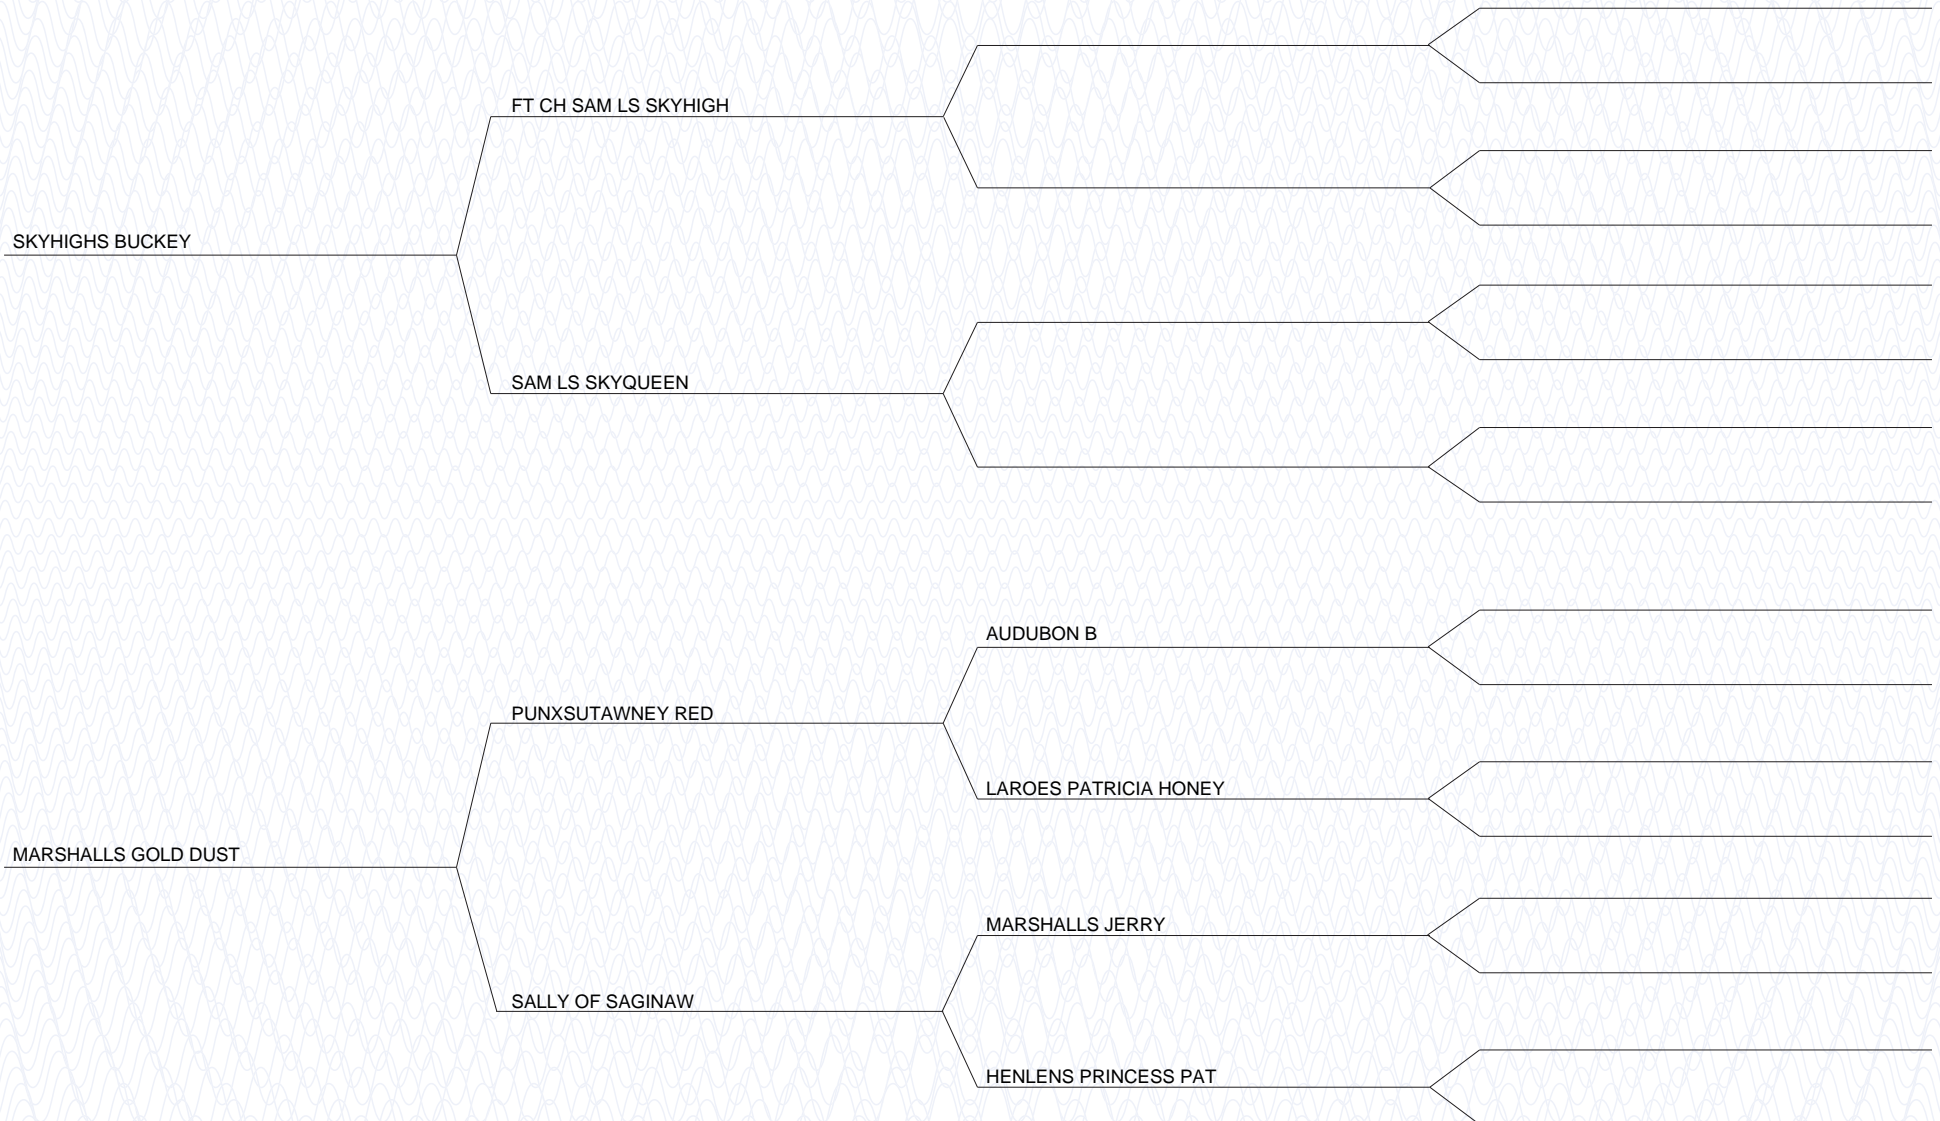 FT CH SAM LS SKYHIGH
SKYHIGHS BUCKEY
SAM LS SKYQUEEN
AUDUBON B
PUNXSUTAWNEY RED
LAROES PATRICIA HONEY
MARSHALLS GOLD DUST
MARSHALLS JERRY
SALLY OF SAGINAW
HENLENS PRINCESS PAT